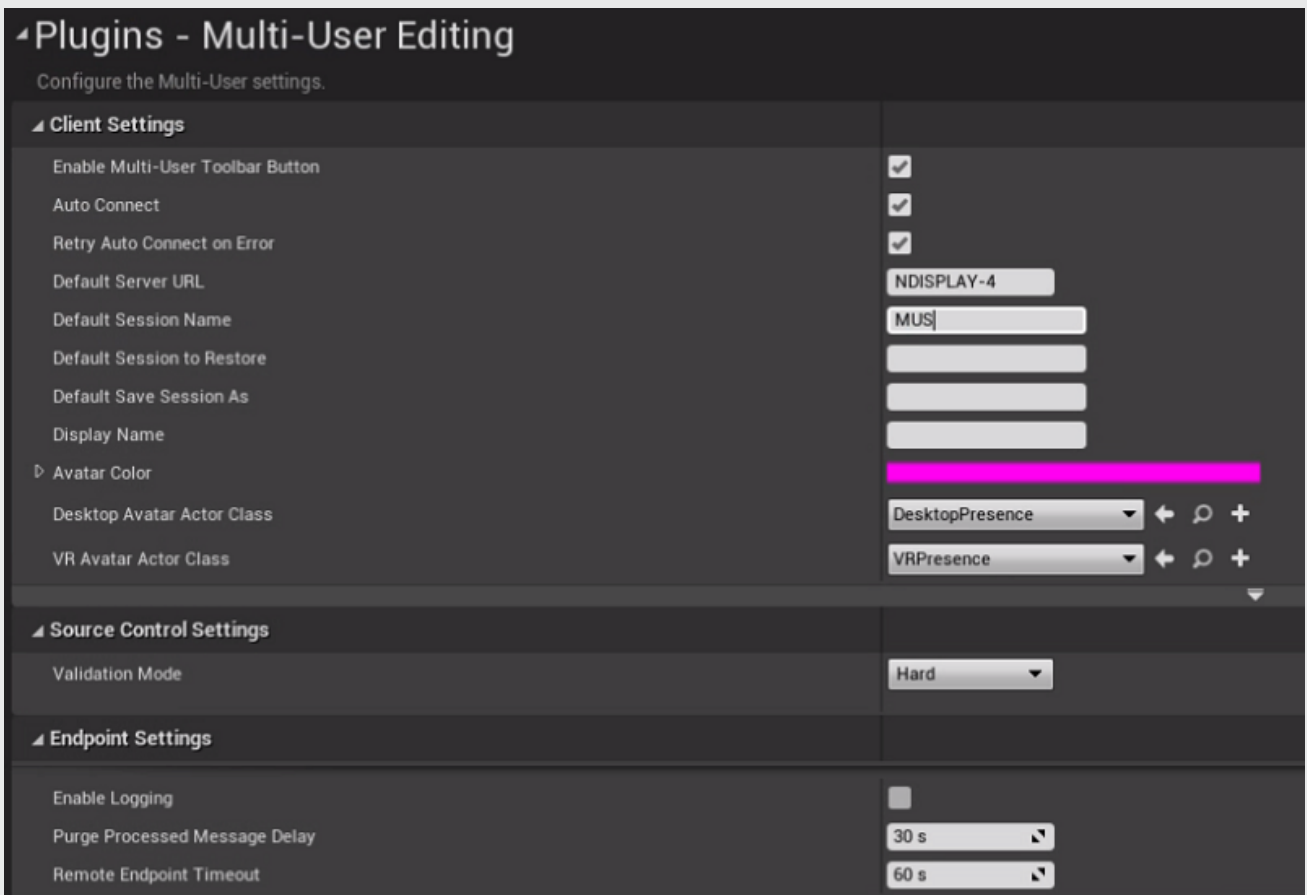 Plugins - Multi-User Editing
Configure the Multi-User settings.
Client Settings
Enable Multi-User Toolbar Button
Auto Connect
Retry Auto Connect on Error
Default Server URL NDISPLAY-4
Default Session Name MUS
Default Session to Restore
Default Save Session As
Display Name
Avatar Color
Desktop Avatar Actor Class DesktopPresence
VR Avatar Actor Class VRPresence
Source Control Settings
Validation Mode Hard
Endpoint Settings
Enable Logging
Purge Processed Message Delay 30 s
Remote Endpoint Timeout 60 s